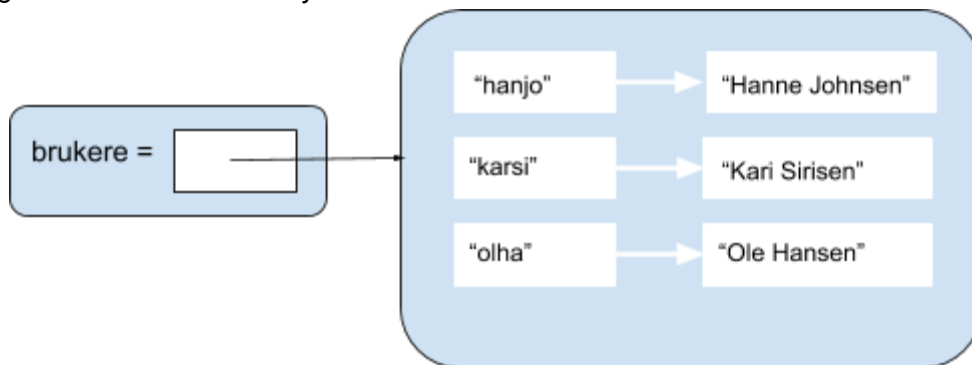 “hanjo” “Hanne Johnsen”
brukere =
“karsi” “Kari Sirisen”
“olha” “Ole Hansen”